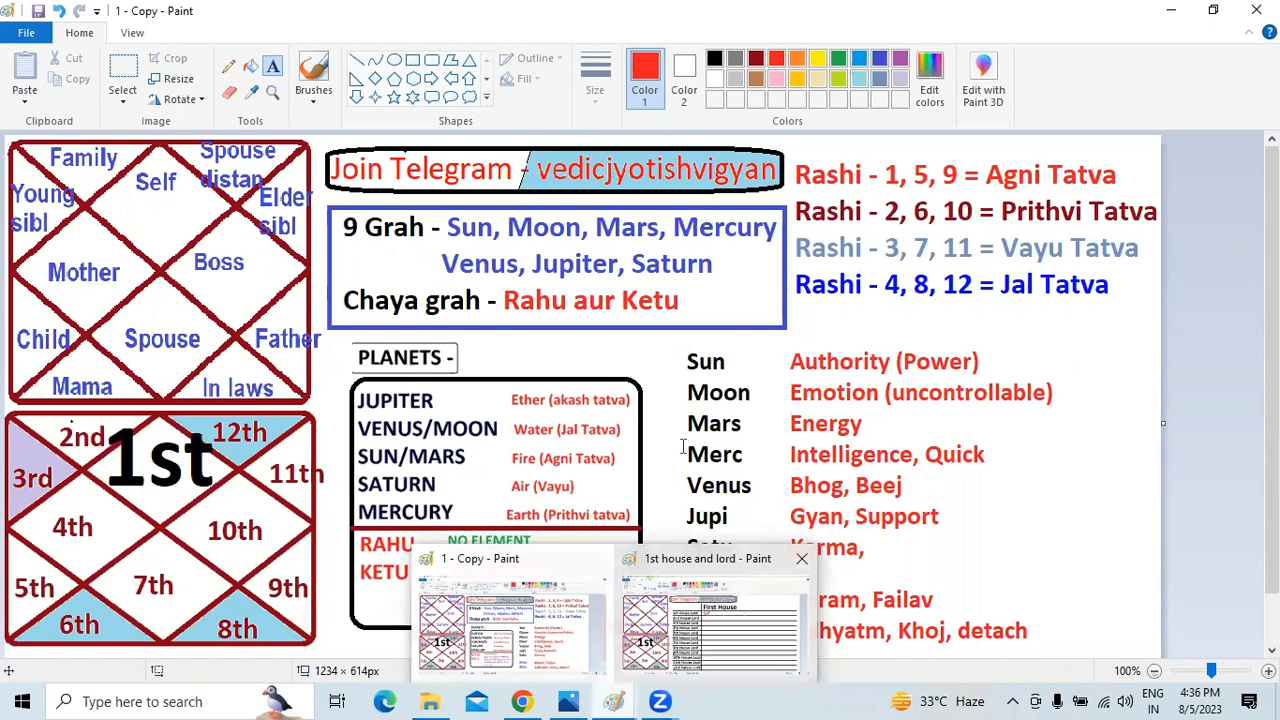 1 - Copy - Paint
File
Home
View
Paste
Cut
Copy
Clipboard
Select
Crop
Resize
Rotate
Image
Tools
Brushes
Shapes
Outline
Fill
Size
Color 1
Color 2
Edit colors
Edit with Paint 3D
Colors
Family
Self
Spouse distan
Young sibl
Elder sibl
Mother
Boss
Child
Spouse
Father
Mama
In laws
2nd
1st
12th
3rd
11th
4th
10th
5th
7th
9th
6th
8th
Join Telegram - vedicjyotishvigyan
9 Grah - Sun, Moon, Mars, Mercury
Venus, Jupiter, Saturn
Chaya grah - Rahu aur Ketu
Rashi - 1, 5, 9 = Agni Tatva
Rashi - 2, 6, 10 = Prithvi Tatva
Rashi - 3, 7, 11 = Vayu Tatva
Rashi - 4, 8, 12 = Jal Tatva
PLANETS -
JUPITER Ether (akash tatva)
VENUS/MOON Water (Jal Tatva)
SUN/MARS Fire (Agni Tatva)
SATURN Air (Vayu)
MERCURY Earth (Prithvi tatva)
RAHU NO ELEMENT
KETU
Sun Authority (Power)
Moon Emotion (uncontrollable)
Mars Energy
Merc Intelligence, Quick
Venus Bhog, Beej
Jupi Gyan, Support
Karma,
Failav
Khoj, detach
1 - Copy - Paint
1st house and lord - Paint
First House
1234 × 614px
100%
Type here to search
33°C Haze
ENG
IN
4:36 PM
8/5/2023